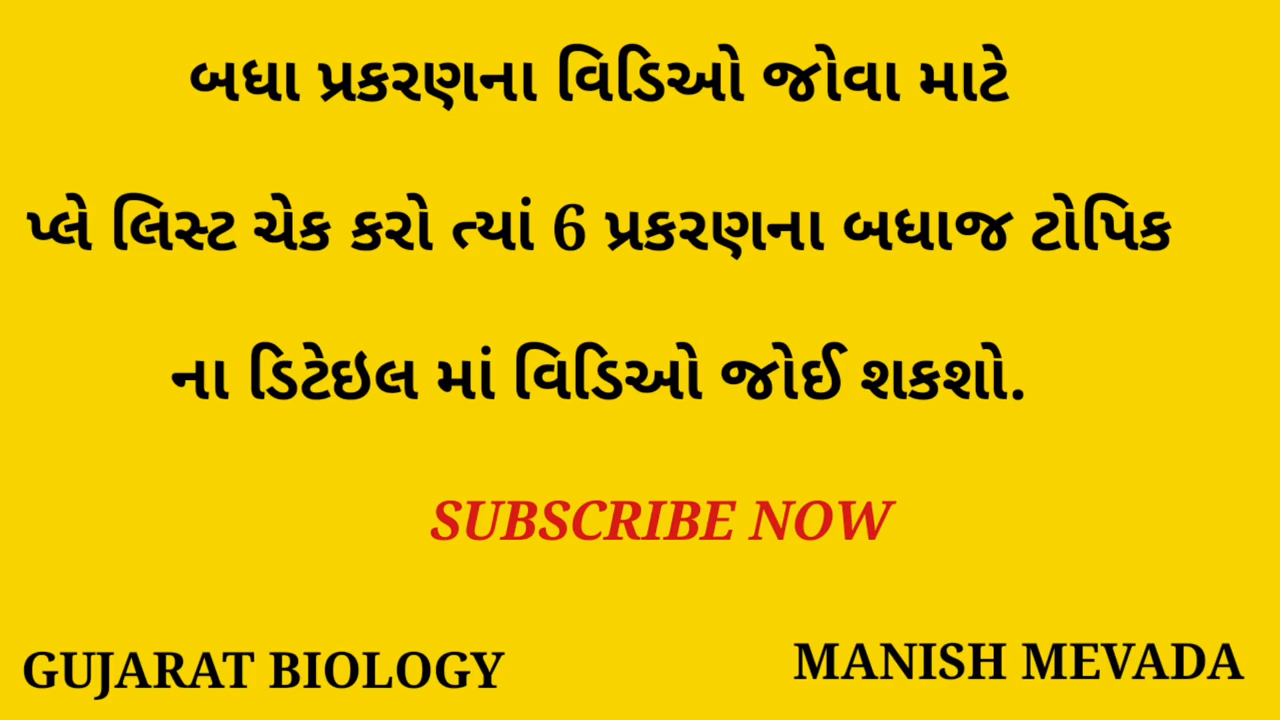 બધા પ્રકરણના વિડિઓ જોવા માટે
પ્લે લિસ્ટ ચેક કરો ત્યાં 6 પ્રકરણના બધાજ ટોપિક
ના ડિટેઇલ માં વિડિઓ જોઈ શકશો.
SUBSCRIBE NOW
GUJARAT BIOLOGY
MANISH MEVADA